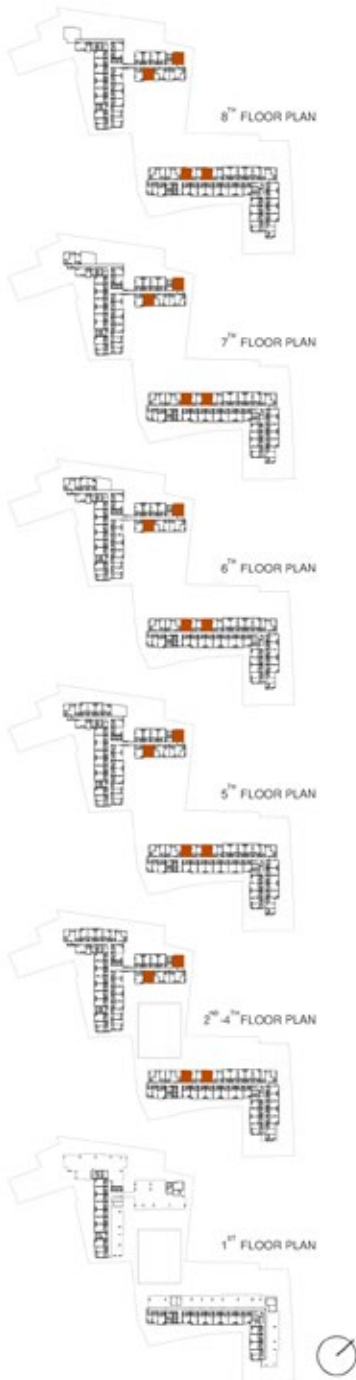 8TH FLOOR PLAN
7TH FLOOR PLAN
6TH FLOOR PLAN
5TH FLOOR PLAN
2ND-4TH FLOOR PLAN
1ST FLOOR PLAN